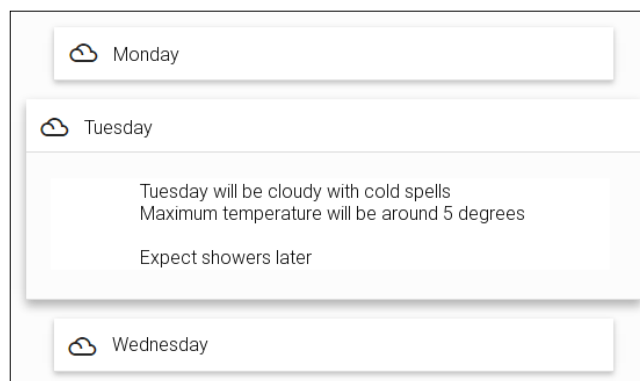 Monday
Tuesday
Tuesday will be cloudy with cold spells
Maximum temperature will be around 5 degrees
Expect showers later
Wednesday